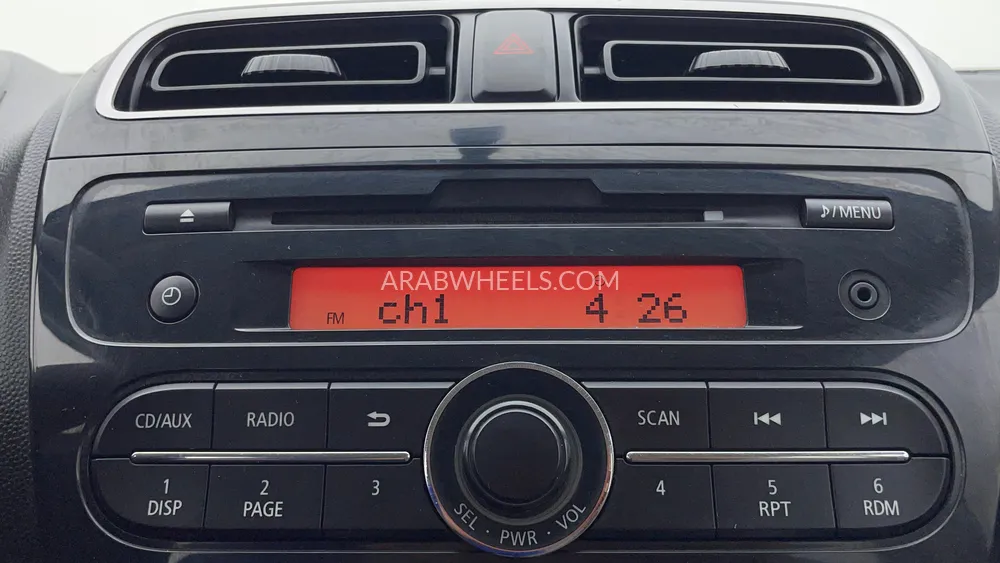 ♪/MENU
ARABWHEELS.COM
FM ch1 4 26
CD/AUX RADIO SCAN
1 2 3 4 5 6
DISP PAGE RPT RDM
SEL · PWR · VOL